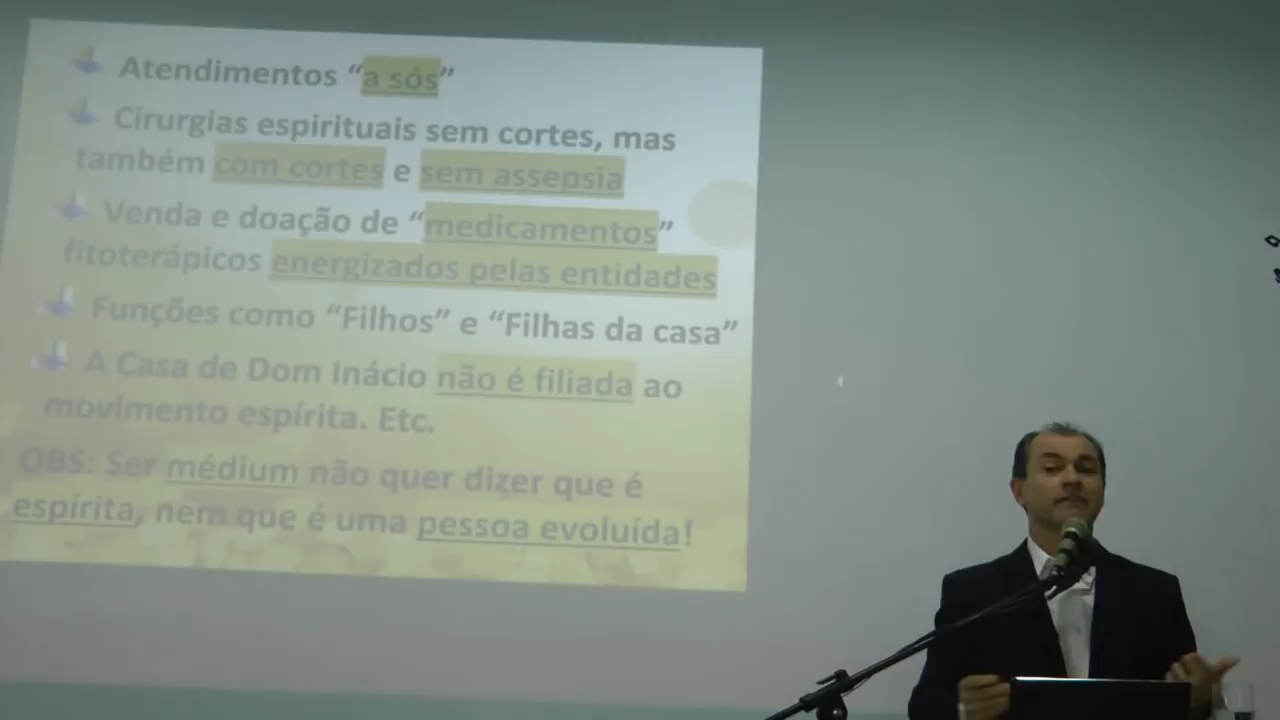 Atendimentos “a sós”
Cirurgias espirituais sem cortes, mas
também com cortes e sem assepsia
Venda e doação de “medicamentos”
fitoterápicos energizados pelas entidades
Funções como “Filhos” e “Filhas da casa”
A Casa de Dom Inácio não é filiada ao
movimento espírita. Etc.
OBS: Ser médium não quer dizer que é
espírita, nem que é uma pessoa evoluída!